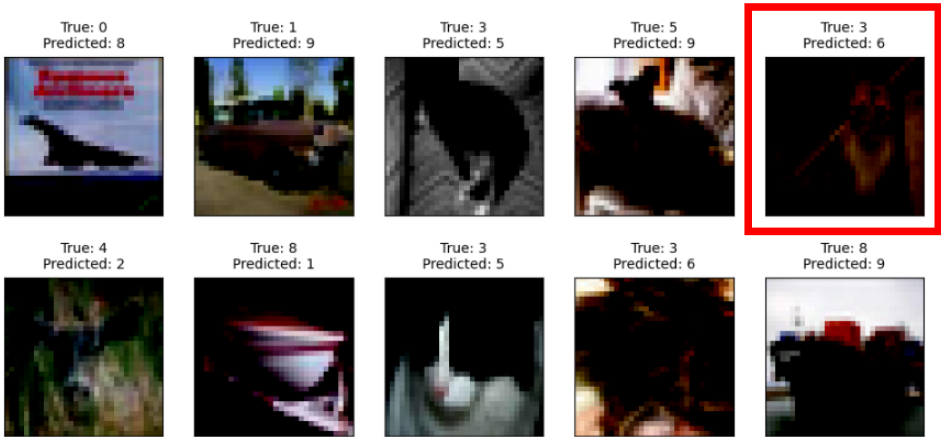 True: 0
Predicted: 8
True: 1
Predicted: 9
True: 3
Predicted: 5
True: 5
Predicted: 9
True: 3
Predicted: 6
True: 4
Predicted: 2
True: 8
Predicted: 1
True: 3
Predicted: 5
True: 3
Predicted: 6
True: 8
Predicted: 9